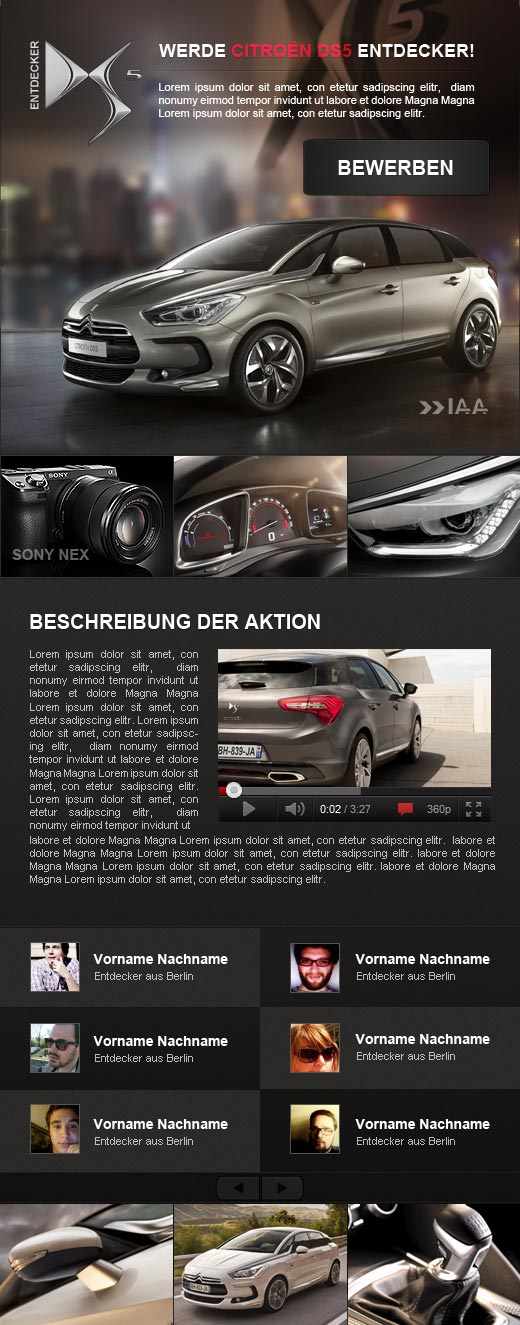 ENTDECKER
5
WERDE CITROËN DS5 ENTDECKER!
Lorem ipsum dolor sit amet, con etetur sadipscing elitr, diam
nonumy eirmod tempor invidunt ut labore et dolore Magna Magna
Lorem ipsum dolor sit amet, con etetur sadipscing elitr.
BEWERBEN
CITROËN DS5
IAA
SONY
SONY NEX
0
BESCHREIBUNG DER AKTION
Lorem ipsum dolor sit amet, con
etetur sadipscing elitr, diam
nonumy eirmod tempor invidunt ut
labore et dolore Magna Magna
Lorem ipsum dolor sit amet, con
etetur sadipscing elitr. Lorem ipsum
dolor sit amet, con etetur sadipsc-
ing elitr, diam nonumy eirmod
tempor invidunt ut labore et dolore
Magna Magna Lorem ipsum dolor sit
amet, con etetur sadipscing elitr.
Lorem ipsum dolor sit amet, con
etetur sadipscing elitr, diam
nonumy eirmod tempor invidunt ut
labore et dolore Magna Magna Lorem ipsum dolor sit amet, con etetur sadipscing elitr. labore et
dolore Magna Magna Lorem ipsum dolor sit amet, con etetur sadipscing elitr. labore et dolore
Magna Magna Lorem ipsum dolor sit amet, con etetur sadipscing elitr. labore et dolore Magna
Magna Lorem ipsum dolor sit amet, con etetur sadipscing elitr.
BH-839-JA
0:02 / 3:27
360p
Vorname Nachname
Entdecker aus Berlin
Vorname Nachname
Entdecker aus Berlin
Vorname Nachname
Entdecker aus Berlin
Vorname Nachname
Entdecker aus Berlin
Vorname Nachname
Entdecker aus Berlin
Vorname Nachname
Entdecker aus Berlin